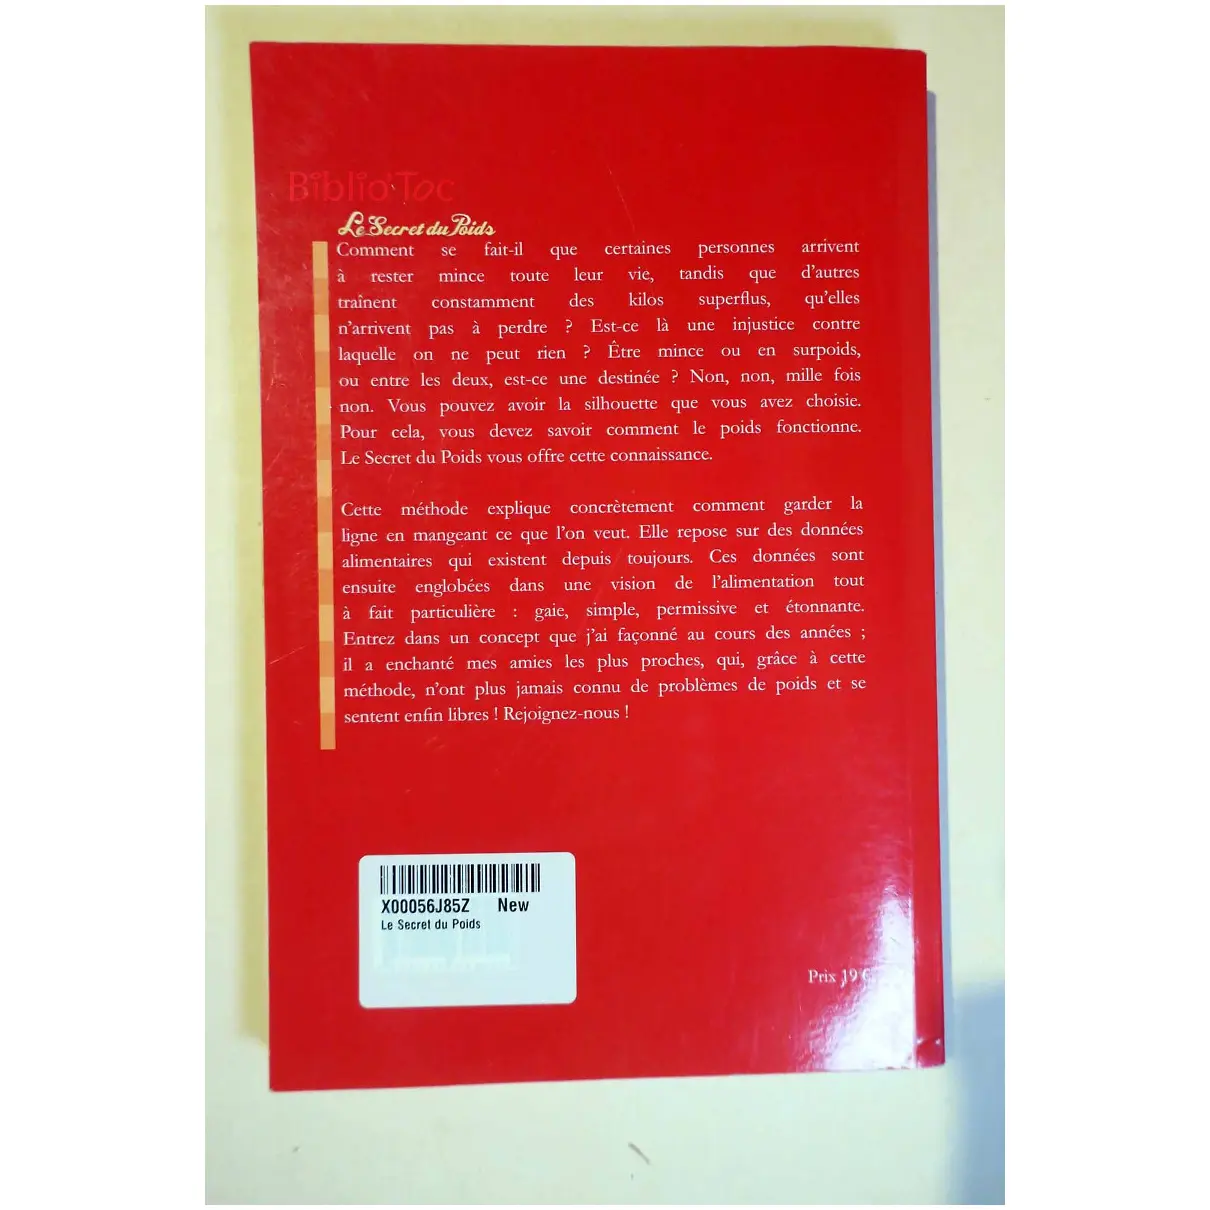 Biblio'Toc
Le Secret du Poids
Comment se fait-il que certaines personnes arrivent
à rester mince toute leur vie, tandis que d'autres
traînent constamment des kilos superflus, qu'elles
n'arrivent pas à perdre ? Est-ce là une injustice contre
laquelle on ne peut rien ? Être mince ou en surpoids,
ou entre les deux, est-ce une destinée ? Non, non, mille fois
non. Vous pouvez avoir la silhouette que vous avez choisie.
Pour cela, vous devez savoir comment le poids fonctionne.
Le Secret du Poids vous offre cette connaissance.
Cette méthode explique concrètement comment garder la
ligne en mangeant ce que l'on veut. Elle repose sur des données
alimentaires qui existent depuis toujours. Ces données sont
ensuite englobées dans une vision de l'alimentation tout
à fait particulière : gaie, simple, permissive et étonnante.
Entrez dans un concept que j'ai façonné au cours des années ;
il a enchanté mes amies les plus proches, qui, grâce à cette
méthode, n'ont plus jamais connu de problèmes de poids et se
sentent enfin libres ! Rejoignez-nous !
X00056J85Z New
Le Secret du Poids
Prix 19 €